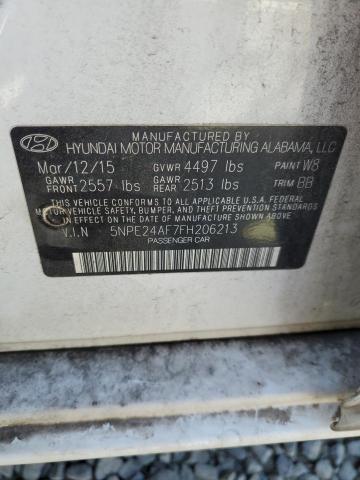 MANUFACTURED BY
HYUNDAI MOTOR MANUFACTURING ALABAMA, LLC
Mar/12/15 GVWR 4497 lbs PAINT W8
GAWR FRONT 2557 lbs GAWR REAR 2513 lbs TRIM BB
THIS VEHICLE CONFORMS TO ALL APPLICABLE U.S.A FEDERAL
MOTOR VEHICLE SAFETY, BUMPER, AND THEFT PREVENTION
STANDARDS IN EFFECT ON THE DATE OF MANUFACTURE SHOWN ABOVE.
V.I.N 5NPE24AF7FH206213
PASSENGER CAR